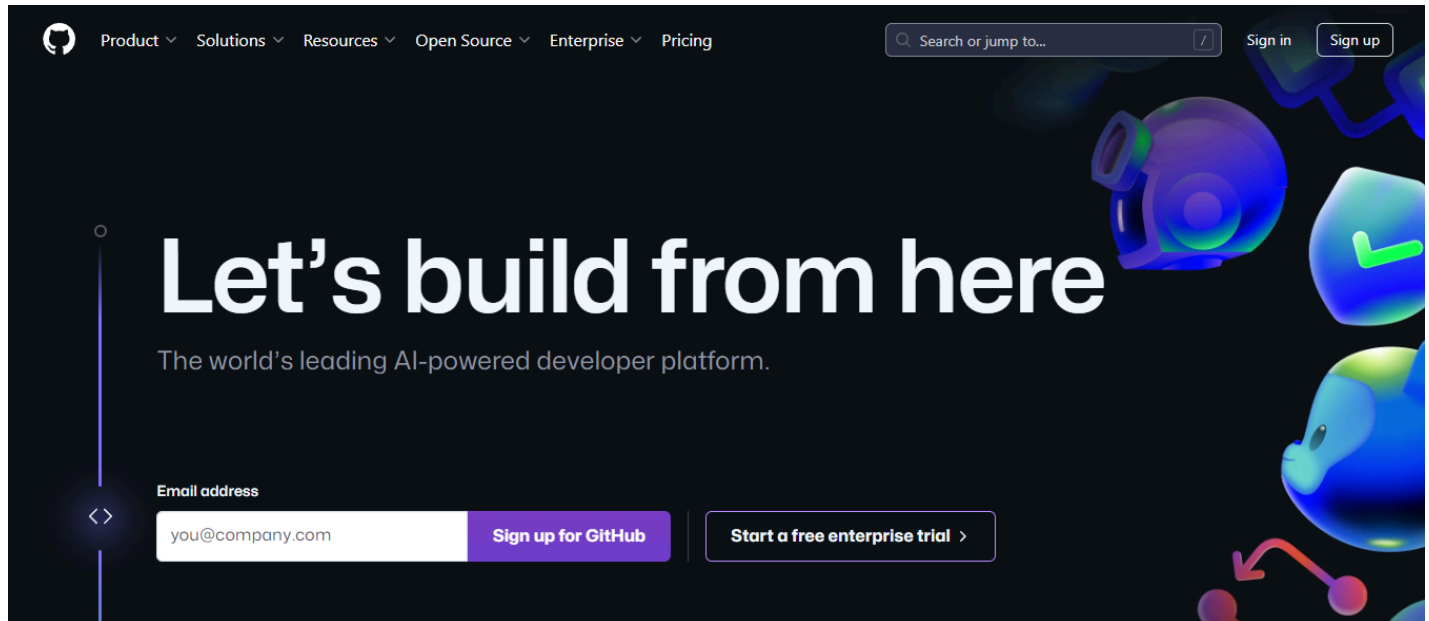 Product Solutions Resources Open Source Enterprise Pricing Search or jump to... / Sign in Sign up
Let’s build from here
The world’s leading AI-powered developer platform.
Email address
you@company.com Sign up for GitHub Start a free enterprise trial